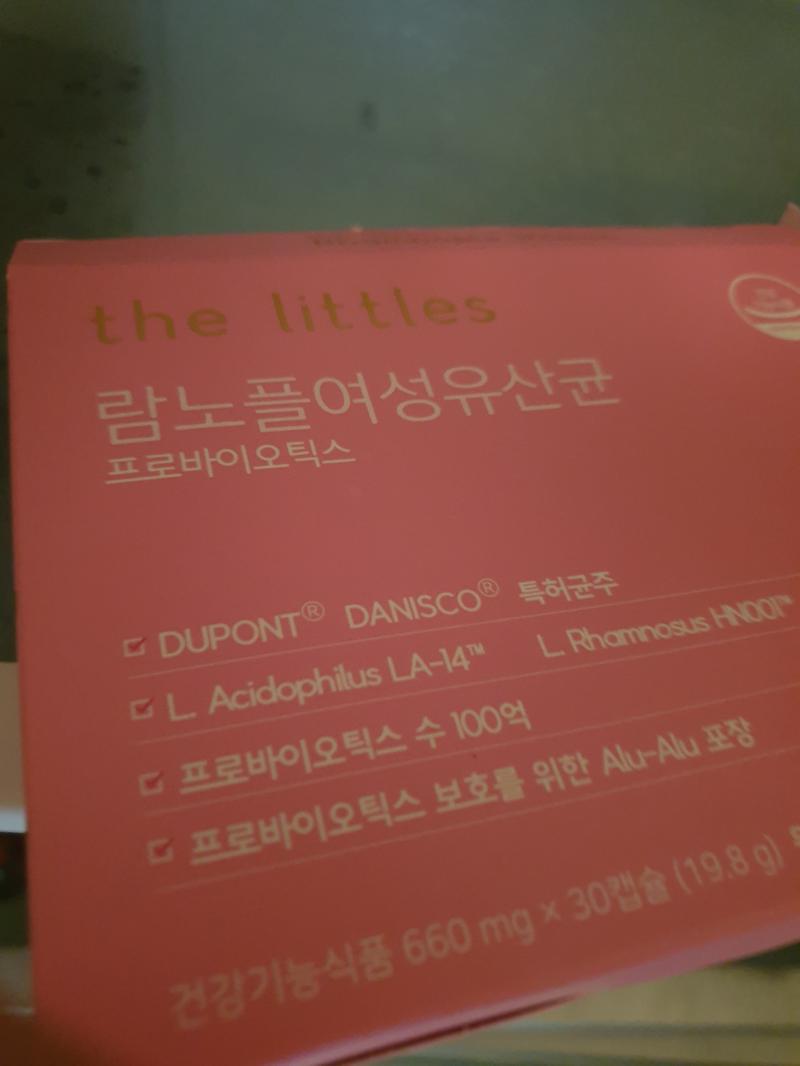 the littles
람노플여성유산균
프로바이오틱스
DUPONT® DANISCO® 특허균주
L. Acidophilus LA-14™ L. Rhamnosus HN001™
프로바이오틱스 수 100억
프로바이오틱스 보호를 위한 Alu-Alu 포장
건강기능식품 660 mg × 30캡슐 (19.8 g)